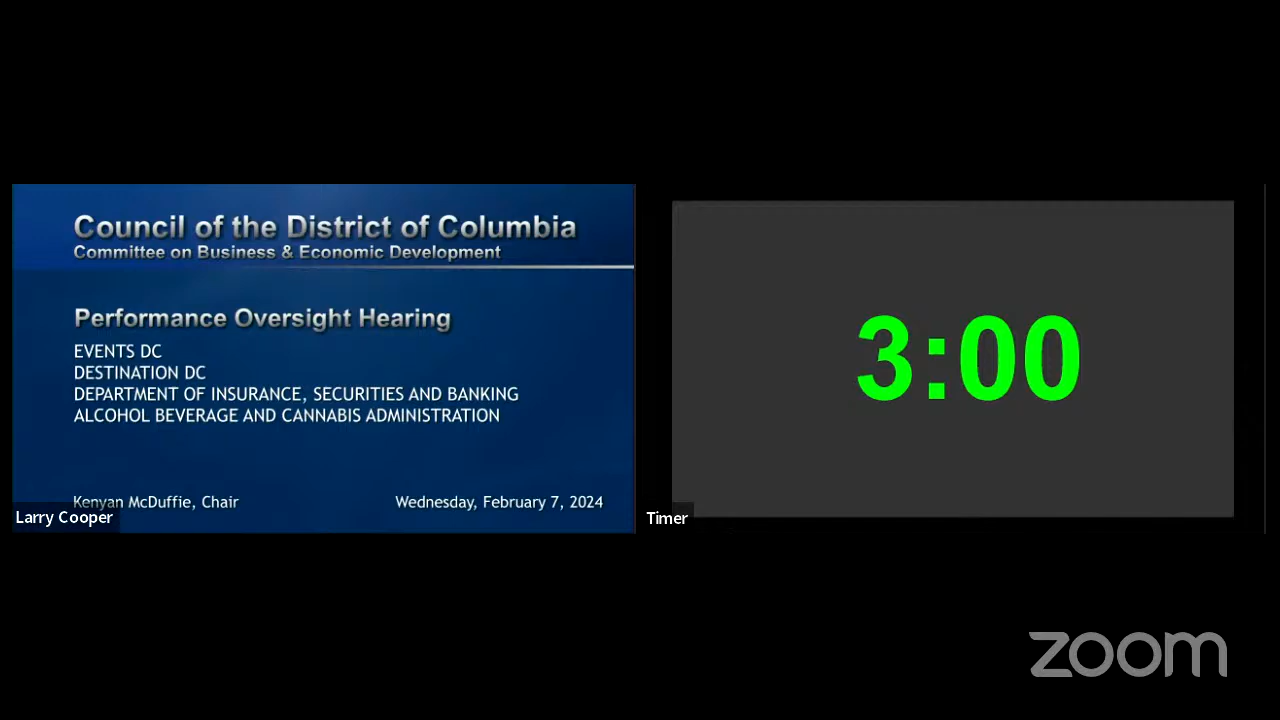 Council of the District of Columbia
Committee on Business & Economic Development
Performance Oversight Hearing
EVENTS DC
DESTINATION DC
DEPARTMENT OF INSURANCE, SECURITIES AND BANKING
ALCOHOL BEVERAGE AND CANNABIS ADMINISTRATION
Kenyan McDuffie, Chair
Wednesday, February 7, 2024
Larry Cooper
3:00
Timer
zoom